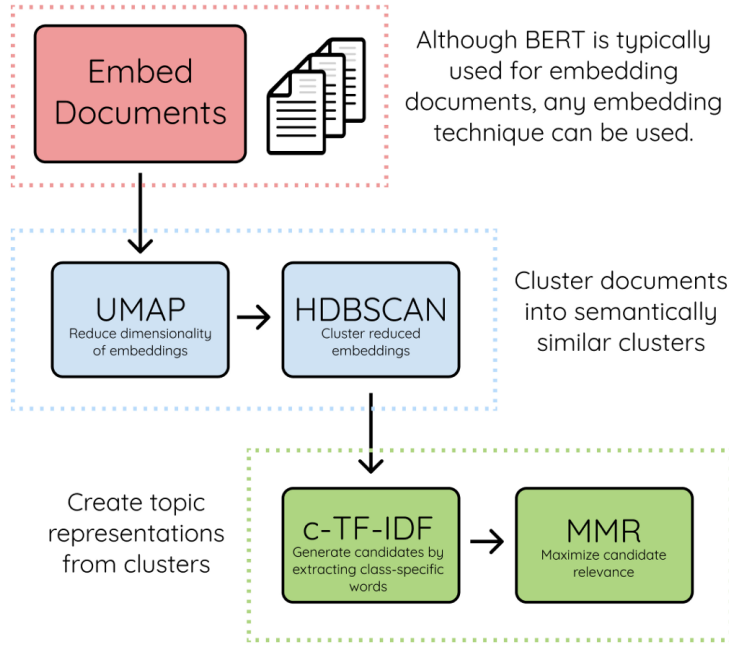 Embed
Documents
Although BERT is typically
used for embedding
documents, any embedding
technique can be used.
UMAP
Reduce dimensionality
of embeddings
HDBSCAN
Cluster reduced
embeddings
Cluster documents
into semantically
similar clusters
Create topic
representations
from clusters
c-TF-IDF
Generate candidates by
extracting class-specific
words
MMR
Maximize candidate
relevance